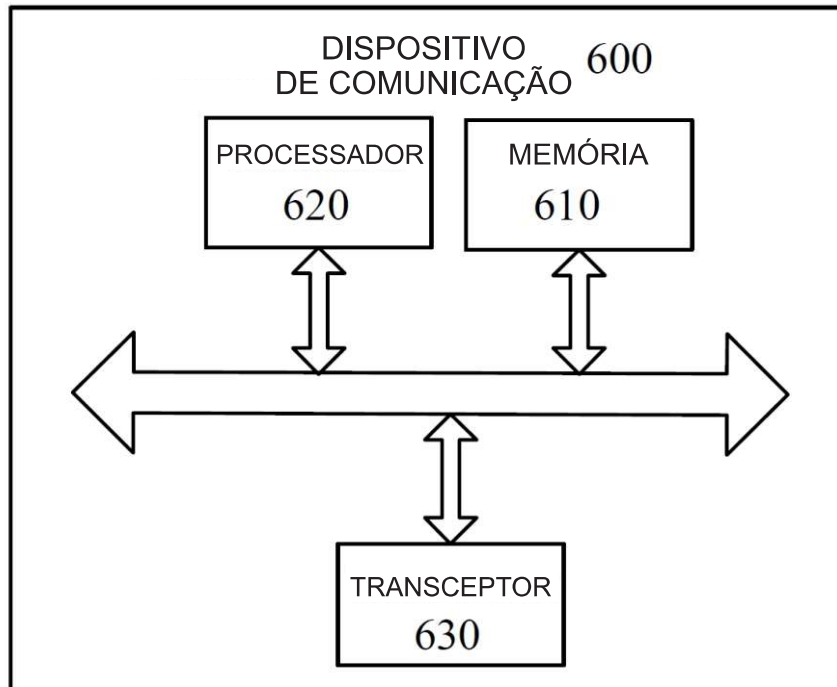 DISPOSITIVO
DE COMUNICAÇÃO 600
PROCESSADOR
620
MEMÓRIA
610
TRANSCEPTOR
630